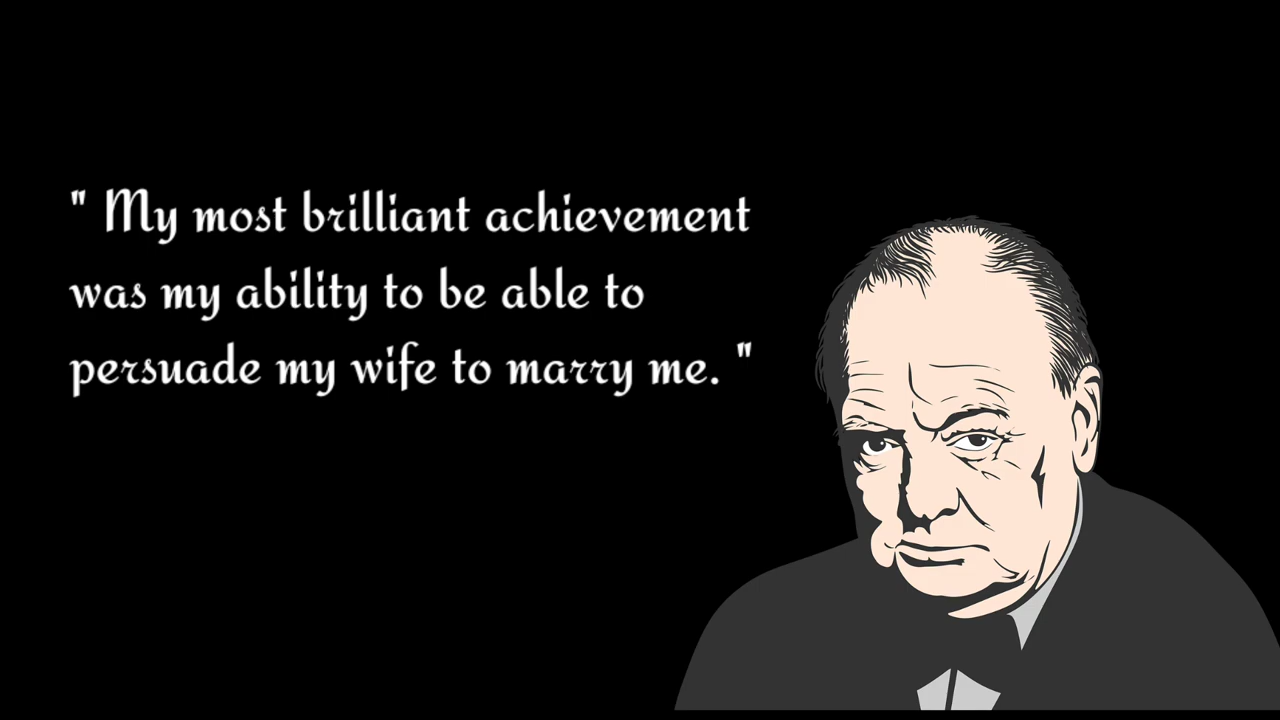 " My most brilliant achievement
was my ability to be able to
persuade my wife to marry me. "